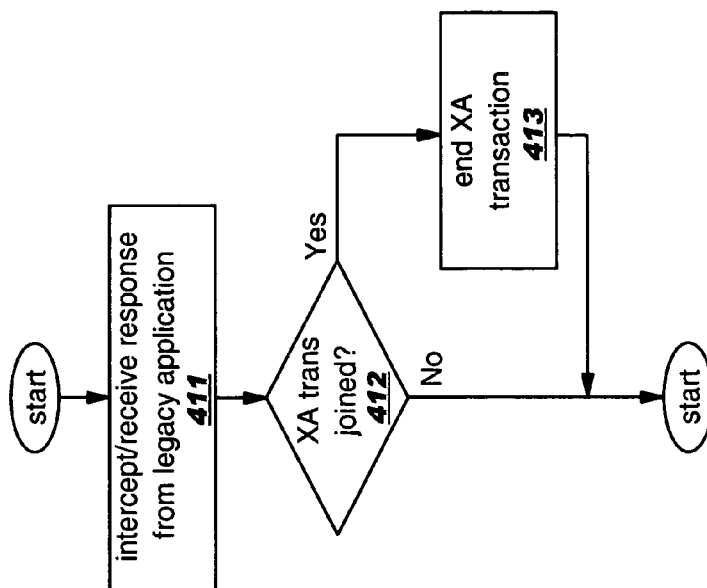 start
intercept/receive response
from legacy application
411
XA trans
joined?
412
Yes
No
end XA
transaction
413
start